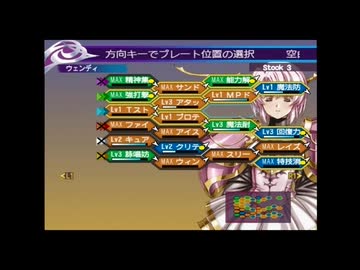 方向キーでプレート位置の選択
空
ウェンディ
Stock 3
MAX 精神集
MAX サンド
MAX 能力解
MAX 強打撃
Lv3 アタッ
Lv1 MPド
Lv1 魔法防
Lv1 Tスト
Lv1 プロテ
Lv3 魔法耐
MAX ファイ
MAX アイス
Lv3 回復力
Lv2 キュア
Lv2 クリテ
MAX レイズ
Lv3 詠唱妨
MAX ウィン
MAX スリー
MAX 特技消